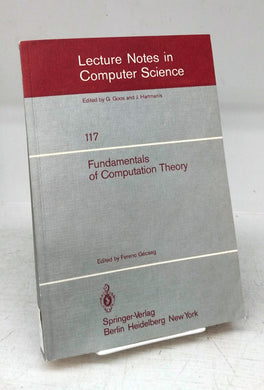 Lecture Notes in
Computer Science
Edited by G. Goos and J. Hartmanis
117
Fundamentals
of Computation Theory
Edited by Ferenc Gécseg
Springer-Verlag
Berlin Heidelberg New York